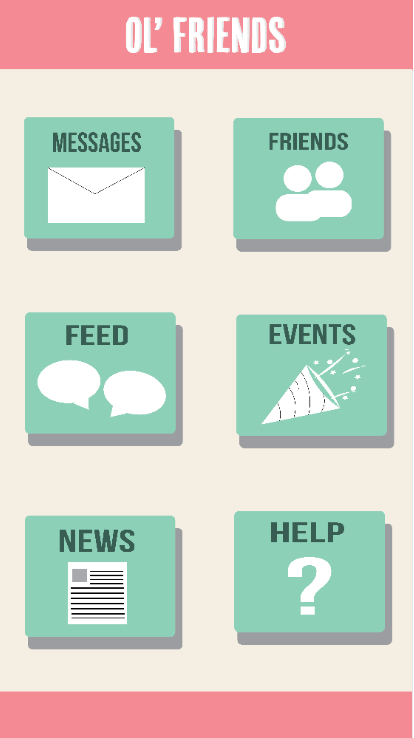 OL' FRIENDS
MESSAGES
FRIENDS
FEED
EVENTS
NEWS
HELP
?